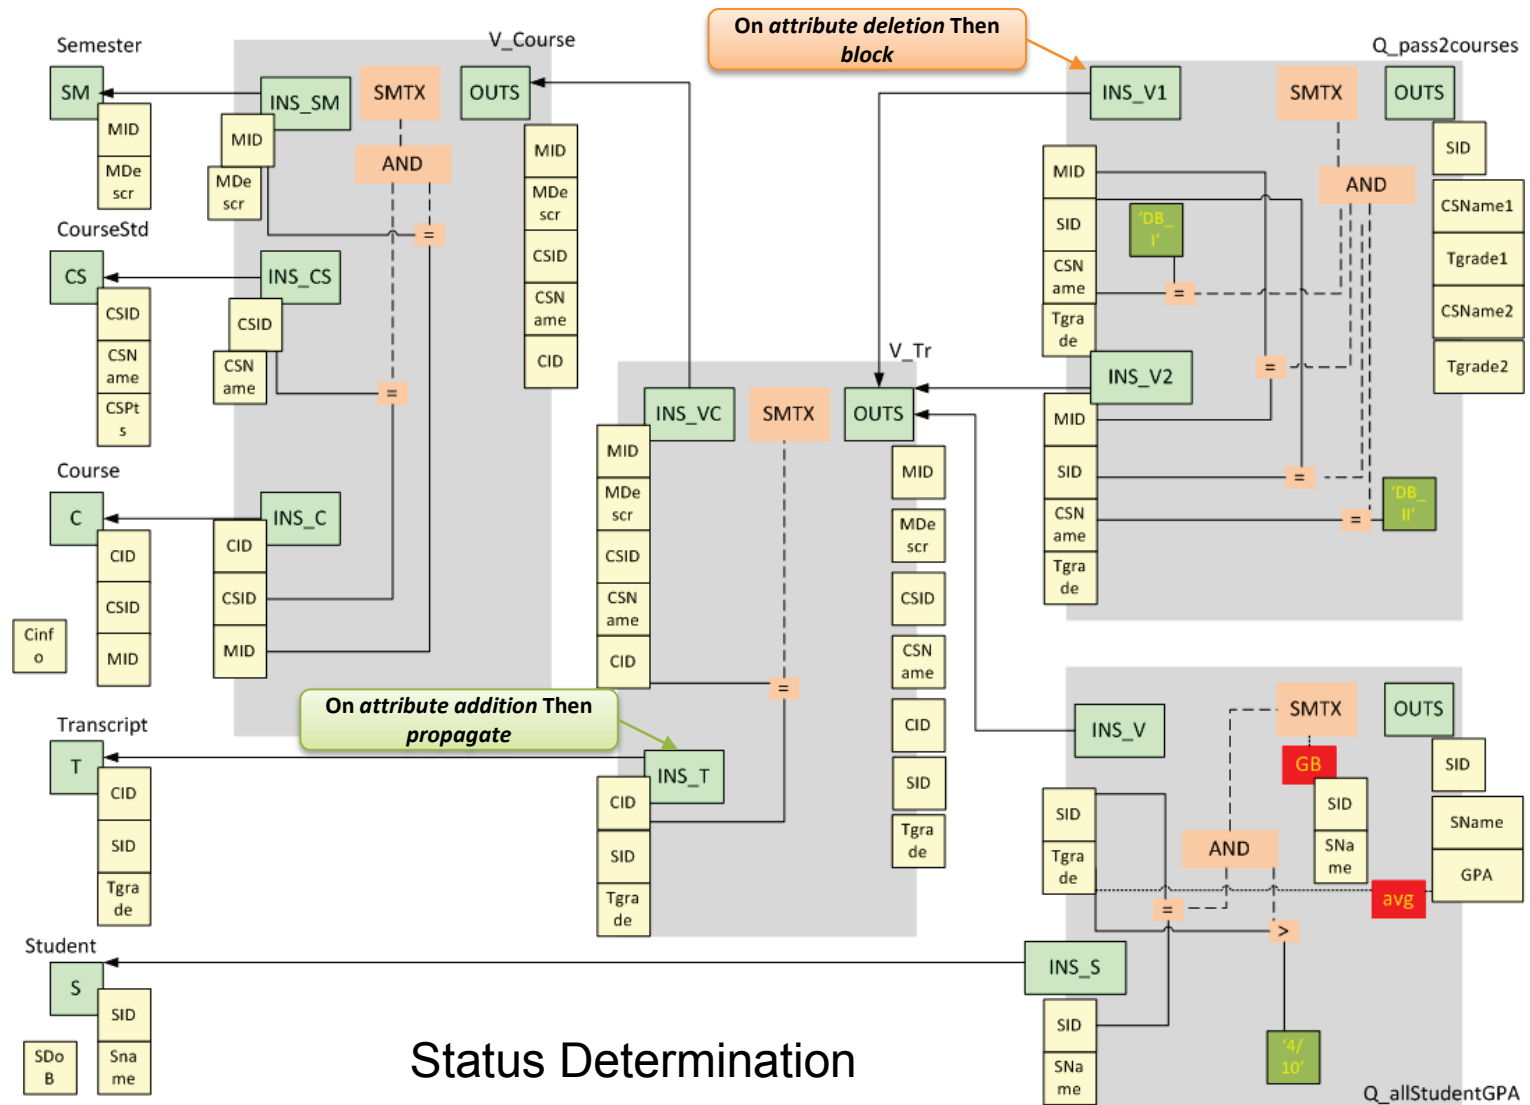 On attribute deletion Then
block
Semester
V_Course
Q_pass2courses
SM
MID
MDe
scr
INS_SM
MID
MDe
scr
SMTX
AND
=
=
OUTS
MID
MDe
scr
CSID
CSN
ame
CID
CourseStd
CS
CSID
CSN
ame
CSPt
s
INS_CS
CSID
CSN
ame
Course
C
CID
CSID
MID
Cinf
o
INS_C
CID
CSID
MID
On attribute addition Then
propagate
Transcript
T
CID
SID
Tgra
de
Student
S
SID
Sna
me
SDo
B
V_Tr
INS_VC
MID
MDe
scr
CSID
CSN
ame
CID
SMTX
=
OUTS
MID
MDe
scr
CSID
CSN
ame
CID
SID
Tgra
de
INS_T
CID
SID
Tgra
de
INS_V1
MID
SID
CSN
ame
Tgra
de
SMTX
AND
OUTS
SID
CSName1
Tgrade1
CSName2
Tgrade2
'DB_
I'
=
=
INS_V2
MID
SID
CSN
ame
Tgra
de
=
=
'DB_
II'
INS_V
SID
Tgra
de
SMTX
GB
SID
SNa
me
OUTS
SID
SName
GPA
AND
avg
=
>
INS_S
SID
SNa
me
'4/
10'
Q_allStudentGPA
Status Determination